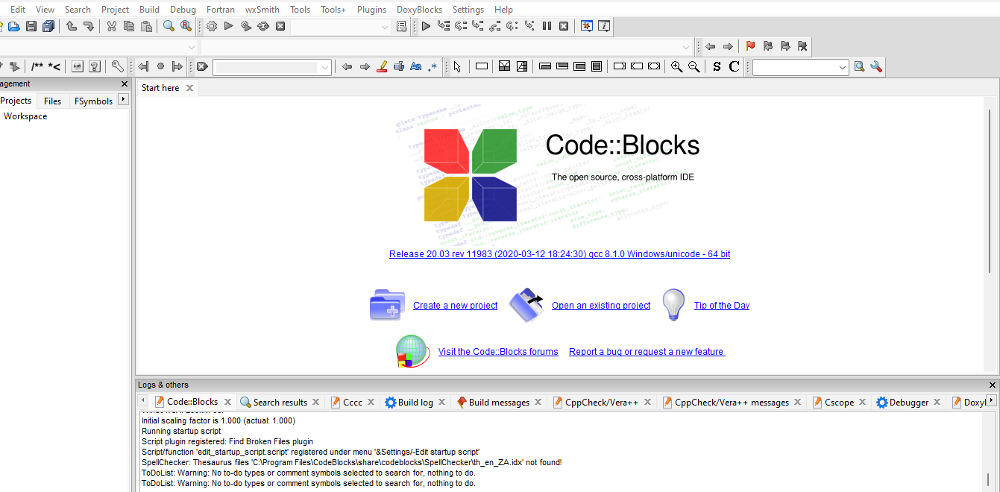 Edit View Search Project Build Debug Fortran wxSmith Tools Tools+ Plugins DoxyBlocks Settings Help
/** *<
Aa .*
S C
agement
Projects Files FSymbols
Workspace
Start here
Code::Blocks
The open source, cross-platform IDE
Release 20.03 rev 11983 (2020-03-12 18:24:30) gcc 8.1.0 Windows/unicode - 64 bit
Create a new project Open an existing project Tip of the Day
Visit the Code::Blocks forums Report a bug or request a new feature
Logs & others
Code::Blocks Search results Cccc Build log Build messages CppCheck/Vera++ CppCheck/Vera++ messages Cscope Debugger Doxyl
Initial scaling factor is 1.000 (actual: 1.000)
Running startup script
Script plugin registered: Find Broken Files plugin
Script/function 'edit_startup_script.script' registered under menu '&Settings/-Edit startup script'
SpellChecker: Thesaurus files 'C:\Program Files\CodeBlocks\share\codeblocks\SpellChecker\th_en_ZA.idx' not found!
ToDoList: Warning: No to-do types or comment symbols selected to search for, nothing to do.
ToDoList: Warning: No to-do types or comment symbols selected to search for, nothing to do.